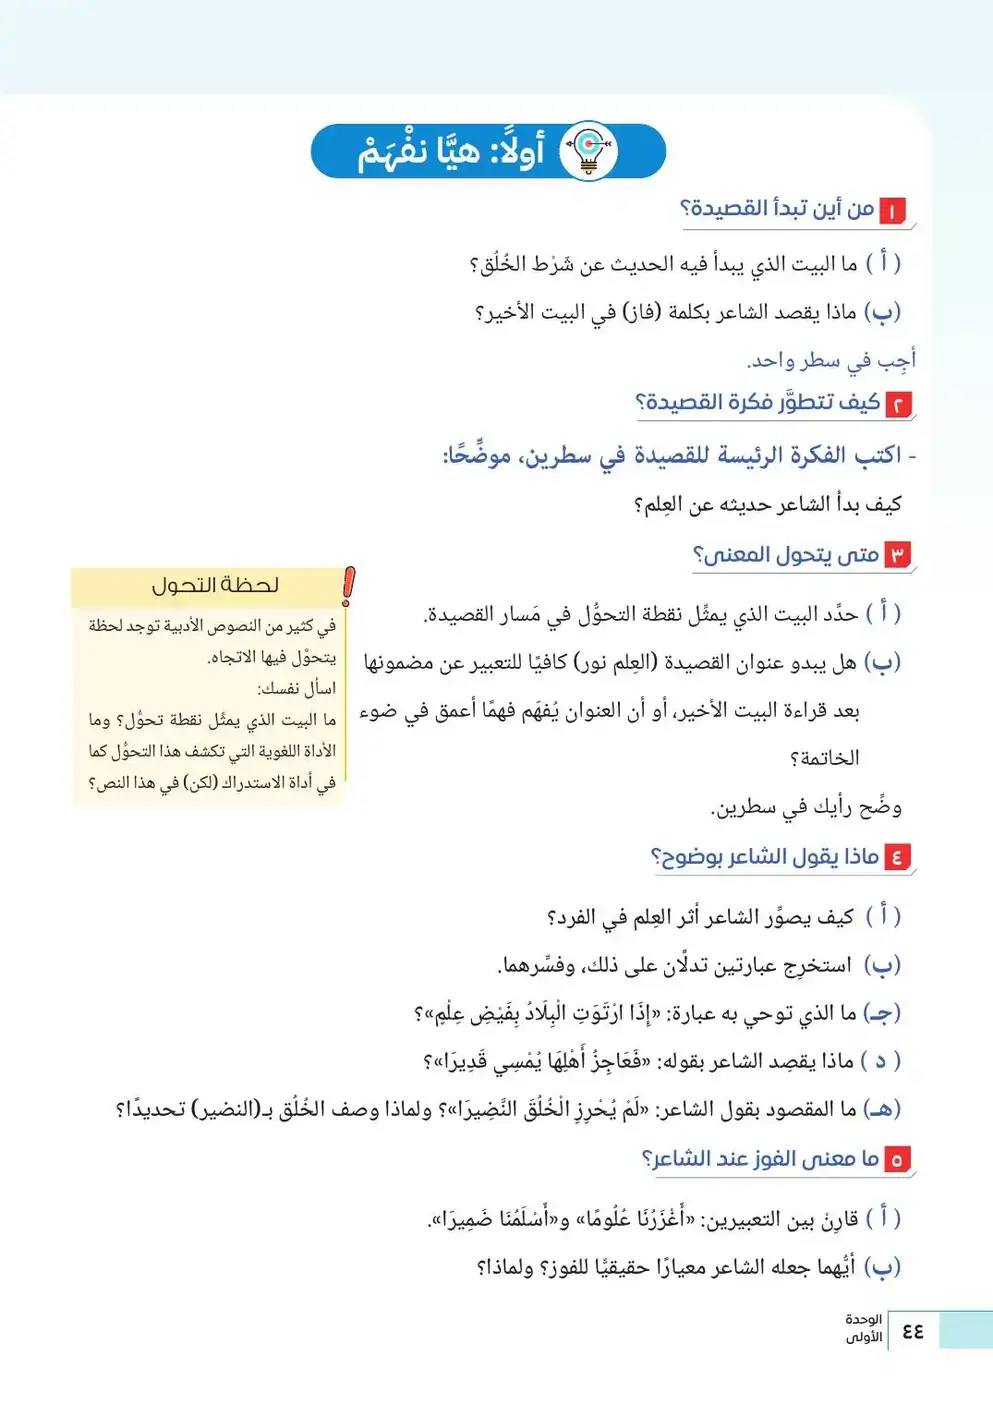 أولًا: هيَّا نفْهَمْ
١ من أين تبدأ القصيدة؟
( أ ) ما البيت الذي يبدأ فيه الحديث عن شَرْط الخُلُق؟
(ب) ماذا يقصد الشاعر بكلمة (فاز) في البيت الأخير؟
أجِب في سطر واحد.
٢ كيف تتطوَّر فكرة القصيدة؟
- اكتب الفكرة الرئيسة للقصيدة في سطرين، موضِّحًا:
كيف بدأ الشاعر حديثه عن العِلم؟
٣ متى يتحول المعنى؟
( أ ) حدِّد البيت الذي يمثِّل نقطة التحوُّل في مَسار القصيدة.
(ب) هل يبدو عنوان القصيدة (العِلم نور) كافيًا للتعبير عن مضمونها
بعد قراءة البيت الأخير، أو أن العنوان يُفهَم فهمًا أعمق في ضوء
الخاتمة؟
وضِّح رأيك في سطرين.
لحظة التحول
في كثير من النصوص الأدبية توجد لحظة
يتحوَّل فيها الاتجاه.
اسأل نفسك:
ما البيت الذي يمثِّل نقطة تحوُّل؟ وما
الأداة اللغوية التي تكشف هذا التحوُّل كما
في أداة الاستدراك (لكن) في هذا النص؟
٤ ماذا يقول الشاعر بوضوح؟
( أ ) كيف يصوِّر الشاعر أثر العِلم في الفرد؟
(ب) استخرِج عبارتين تدلَّان على ذلك، وفسِّرهما.
(جـ) ما الذي توحي به عبارة: «إِذَا ارْتَوَتِ الْبِلَادُ بِفَيْضِ عِلْمٍ»؟
( د ) ماذا يقصِد الشاعر بقوله: «فَعَاجِزُ أَهْلِهَا يُمْسِي قَدِيرَا»؟
(هـ) ما المقصود بقول الشاعر: «لَمْ يُحْرِزِ الْخُلُقَ النَّضِيرَا»؟ ولماذا وصف الخُلُق بـ(النضير) تحديدًا؟
٥ ما معنى الفوز عند الشاعر؟
( أ ) قارِنْ بين التعبيرين: «أَغْزَرُنَا عُلُومًا» و«أَسْلَمُنَا ضَمِيرَا».
(ب) أيُّهما جعله الشاعر معيارًا حقيقيًّا للفوز؟ ولماذا؟
٤٤ الوحدة
الأولى